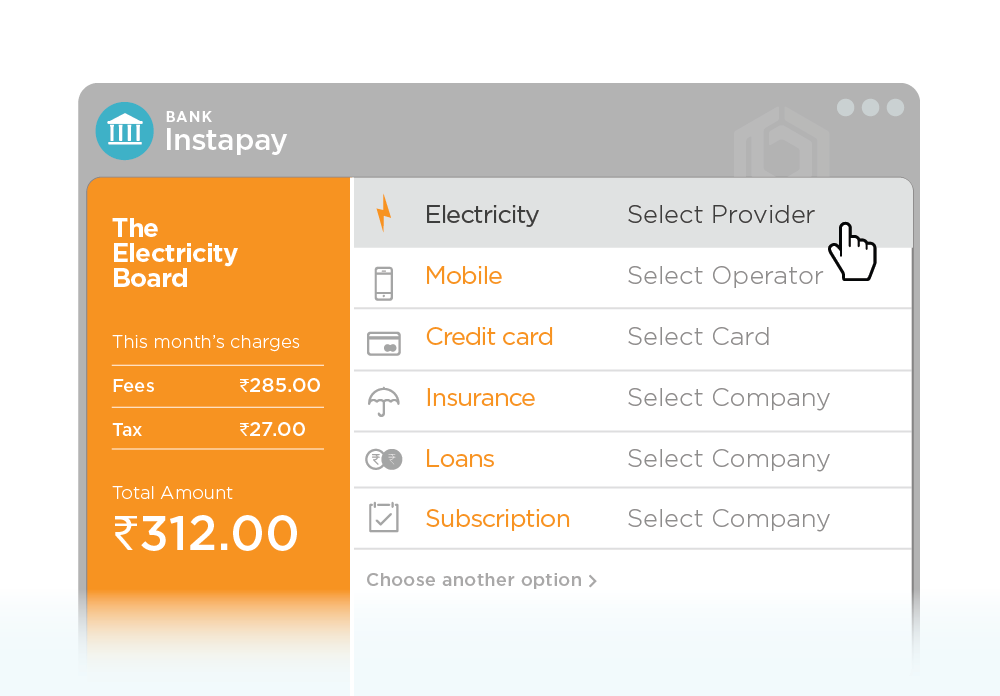 BANK
Instapay
The
Electricity
Board
This month's charges
Fees ₹285.00
Tax ₹27.00
Total Amount
₹312.00
Electricity Select Provider
Mobile Select Operator
Credit card Select Card
Insurance Select Company
₹ ₹ Loans Select Company
Subscription Select Company
Choose another option >